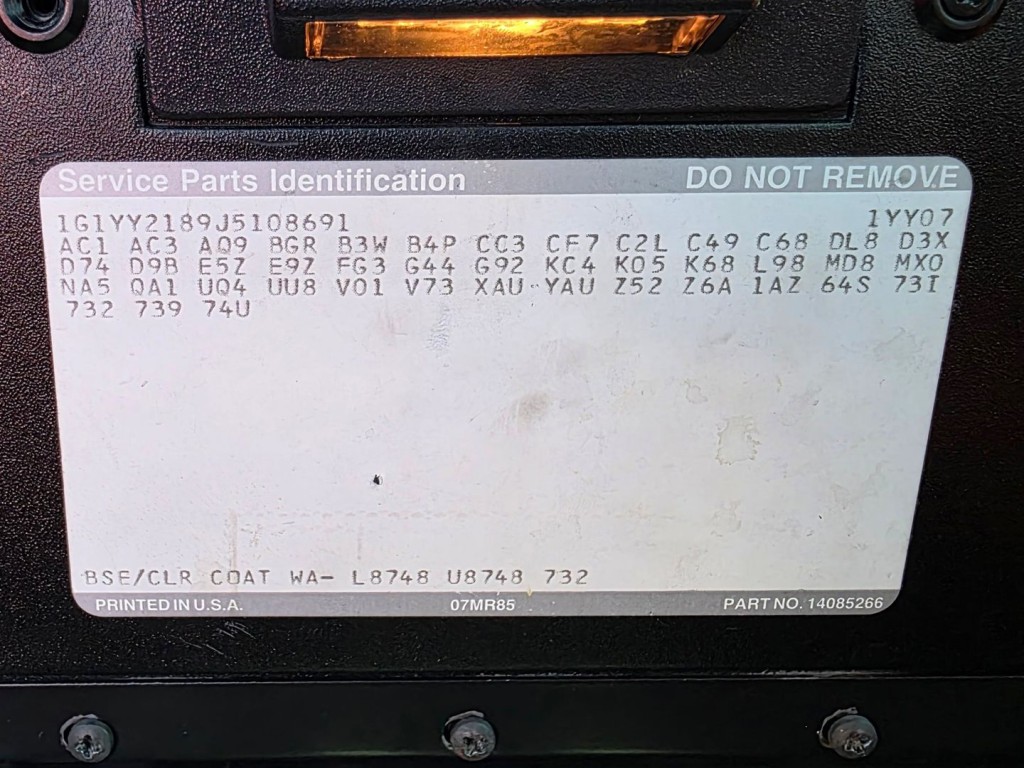 Service Parts Identification DO NOT REMOVE
1G1YY2189J5108691 1YY07
AC1 AC3 AQ9 BGR B3W B4P CC3 CF7 C2L C49 C68 DL8 D3X
D74 D9B E5Z E9Z FG3 G44 G92 KC4 K05 K68 L98 MD8 MX0
NA5 QA1 UQ4 UU8 V01 V73 XAU YAU Z52 Z6A 1AZ 64S 73I
732 739 74U
BSE/CLR COAT WA- L8748 U8748 732
PRINTED IN U.S.A. 07MR85 PART NO. 14085266